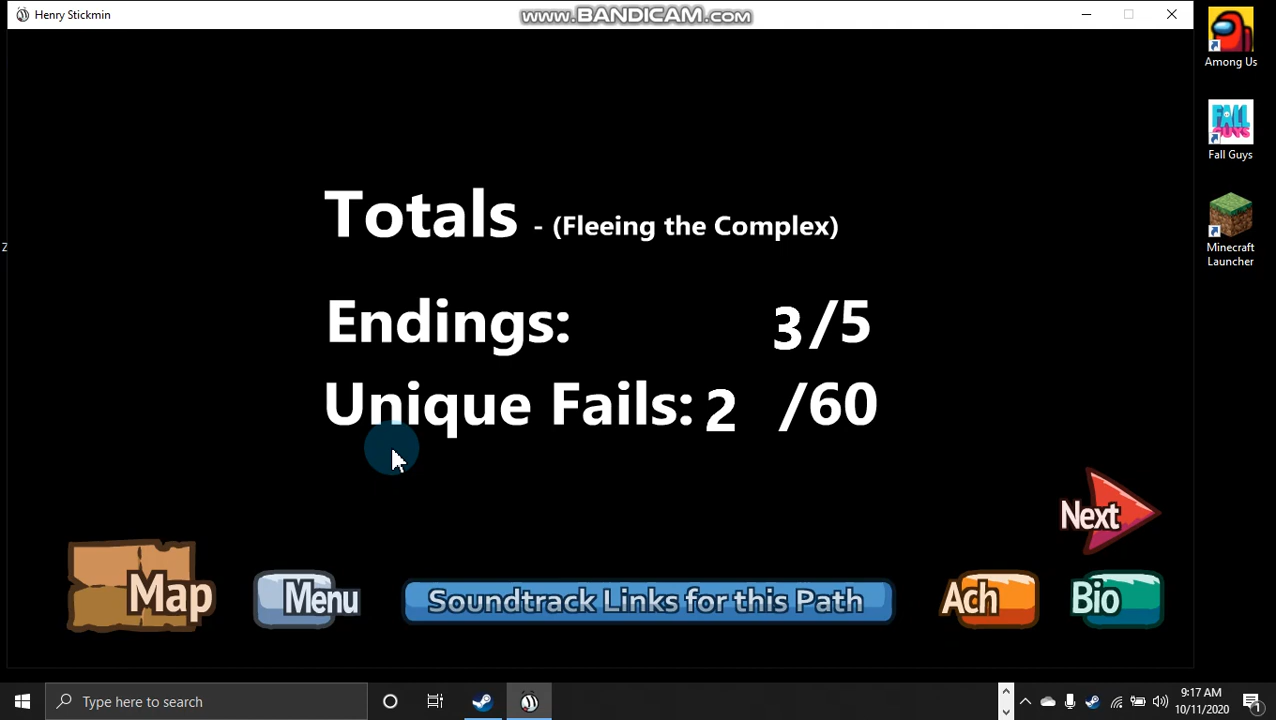 Henry Stickmin
www.BANDICAM.com
Among Us
Fall Guys
Minecraft
Launcher
Z
Totals - (Fleeing the Complex)
Endings: 3/5
Unique Fails: 2 /60
Next
Map
Menu
Soundtrack Links for this Path
Ach
Bio
Type here to search
9:17 AM
10/11/2020
1